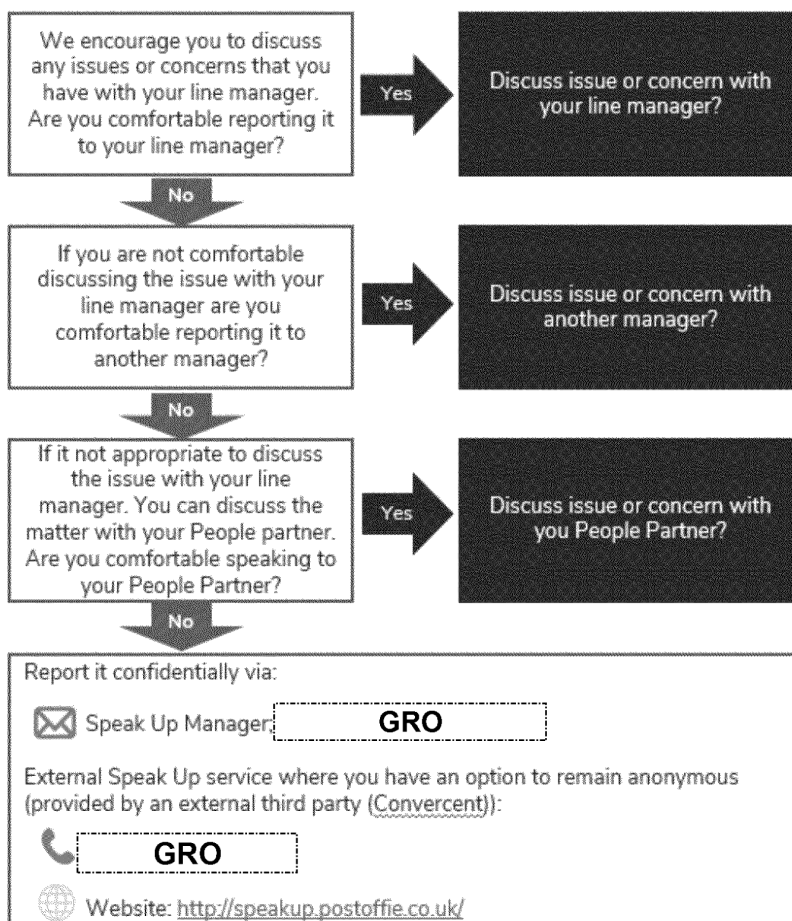 We encourage you to discuss
any issues or concerns that you
have with your line manager.
Are you comfortable reporting it
to your line manager?
Yes
Discuss issue or concern with
your line manager?
No
If you are not comfortable
discussing the issue with your
line manager are you
comfortable reporting it to
another manager?
Yes
Discuss issue or concern with
another manager?
No
If it not appropriate to discuss
the issue with your line
manager. You can discuss the
matter with your People partner.
Are you comfortable speaking to
your People Partner?
Yes
Discuss issue or concern with
you People Partner?
No
Report it confidentially via:
Speak Up Manager; GRO
External Speak Up service where you have an option to remain anonymous
(provided by an external third party (Convercent)):
GRO
Website: http://speakup.postoffie.co.uk/